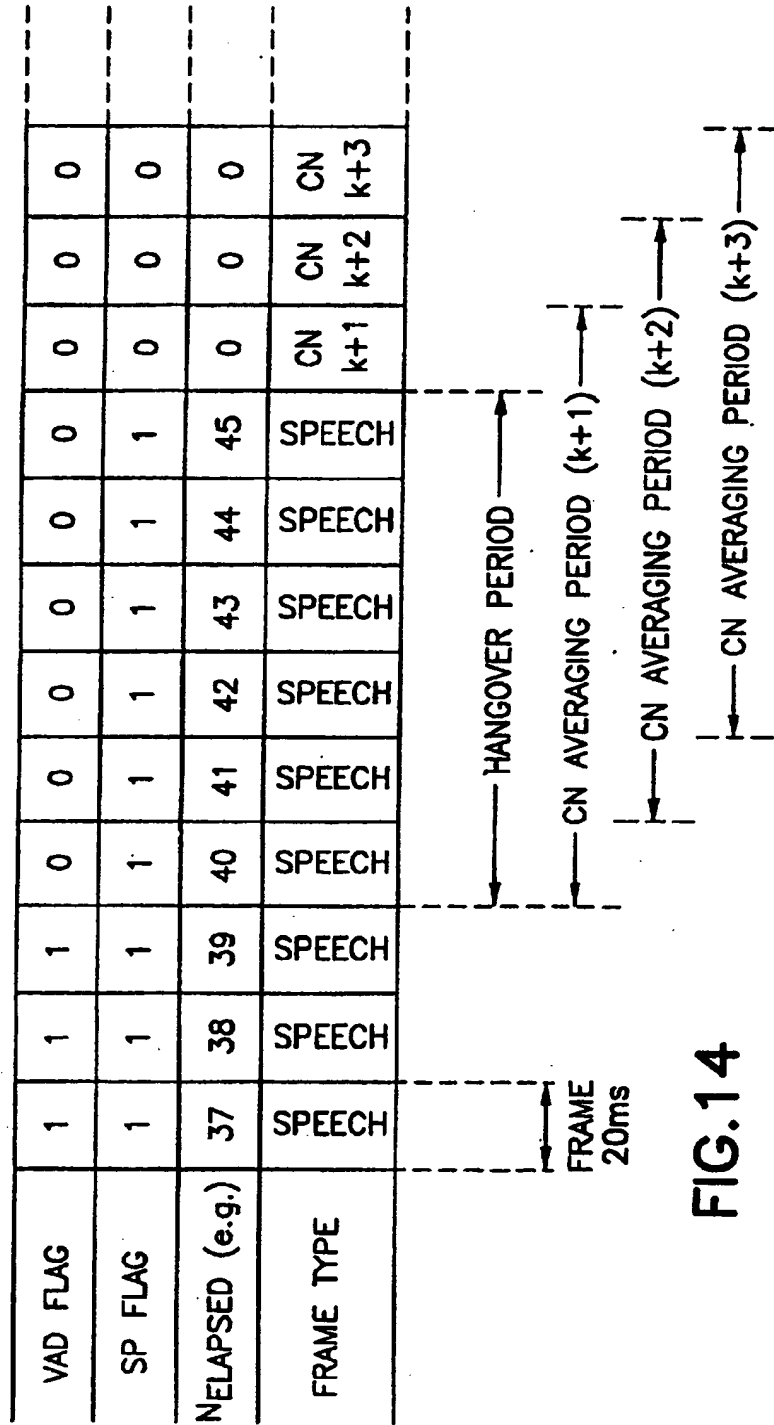 VAD FLAG 1 1 1 0 0 0 0 0 0 0 0 0
SP FLAG 1 1 1 1 1 1 1 1 1 0 0 0
NELAPSED (e.g.) 37 38 39 40 41 42 43 44 45 0 0 0
FRAME TYPE SPEECH SPEECH SPEECH SPEECH SPEECH SPEECH SPEECH SPEECH SPEECH CN k+1 CN k+2 CN k+3
FRAME
20ms
HANGOVER PERIOD
CN AVERAGING PERIOD (k+1)
CN AVERAGING PERIOD (k+2)
CN AVERAGING PERIOD (k+3)
FIG.14